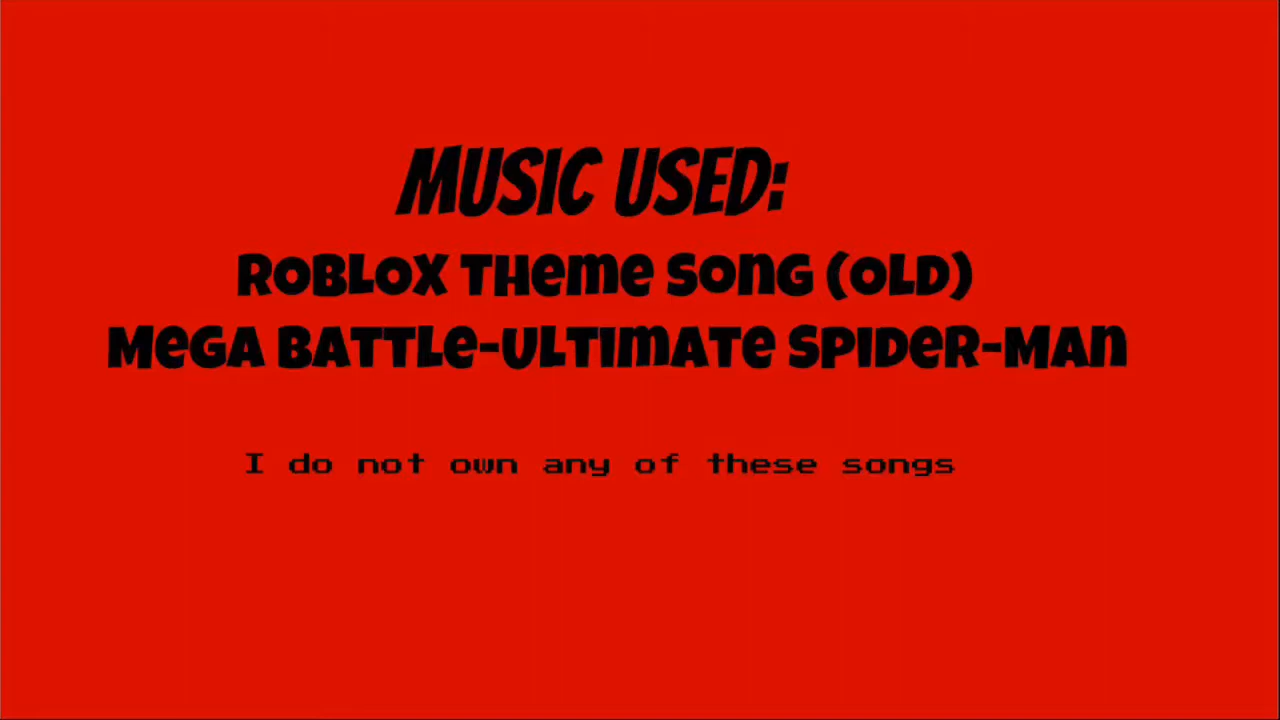 MUSIC USED:
ROBLOX THEME SONG (OLD)
MEGA BATTLE-ULTIMATE SPIDER-MAN
I do not own any of these songs